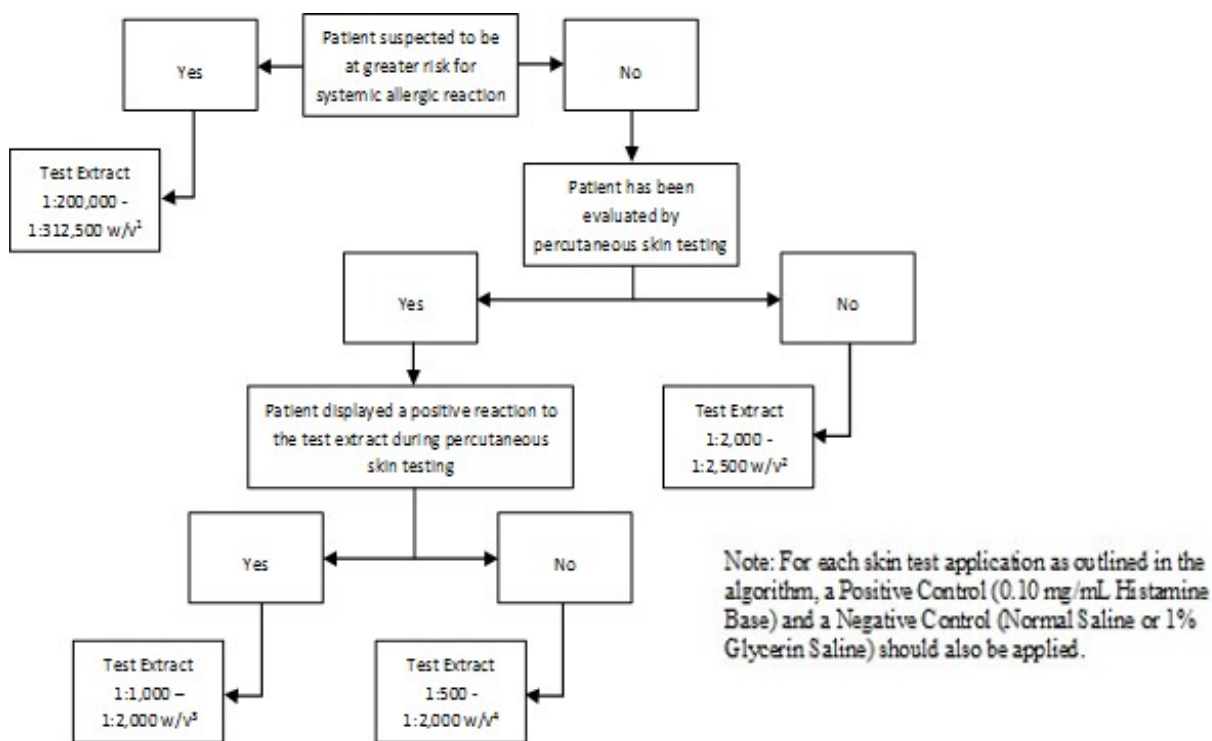 Patient suspected to be
at greater risk for
systemic allergic reaction
Yes
No
Test Extract
1:200,000 -
1:312,500 w/v¹
Patient has been
evaluated by
percutaneous skin testing
Yes
No
Patient displayed a positive reaction to
the test extract during percutaneous
skin testing
Test Extract
1:2,000 -
1:2,500 w/v²
Yes
No
Test Extract
1:1,000 –
1:2,000 w/v³
Test Extract
1:500 -
1:2,000 w/v⁴
Note: For each skin test application as outlined in the
algorithm, a Positive Control (0.10 mg/mL Histamine
Base) and a Negative Control (Normal Saline or 1%
Glycerin Saline) should also be applied.